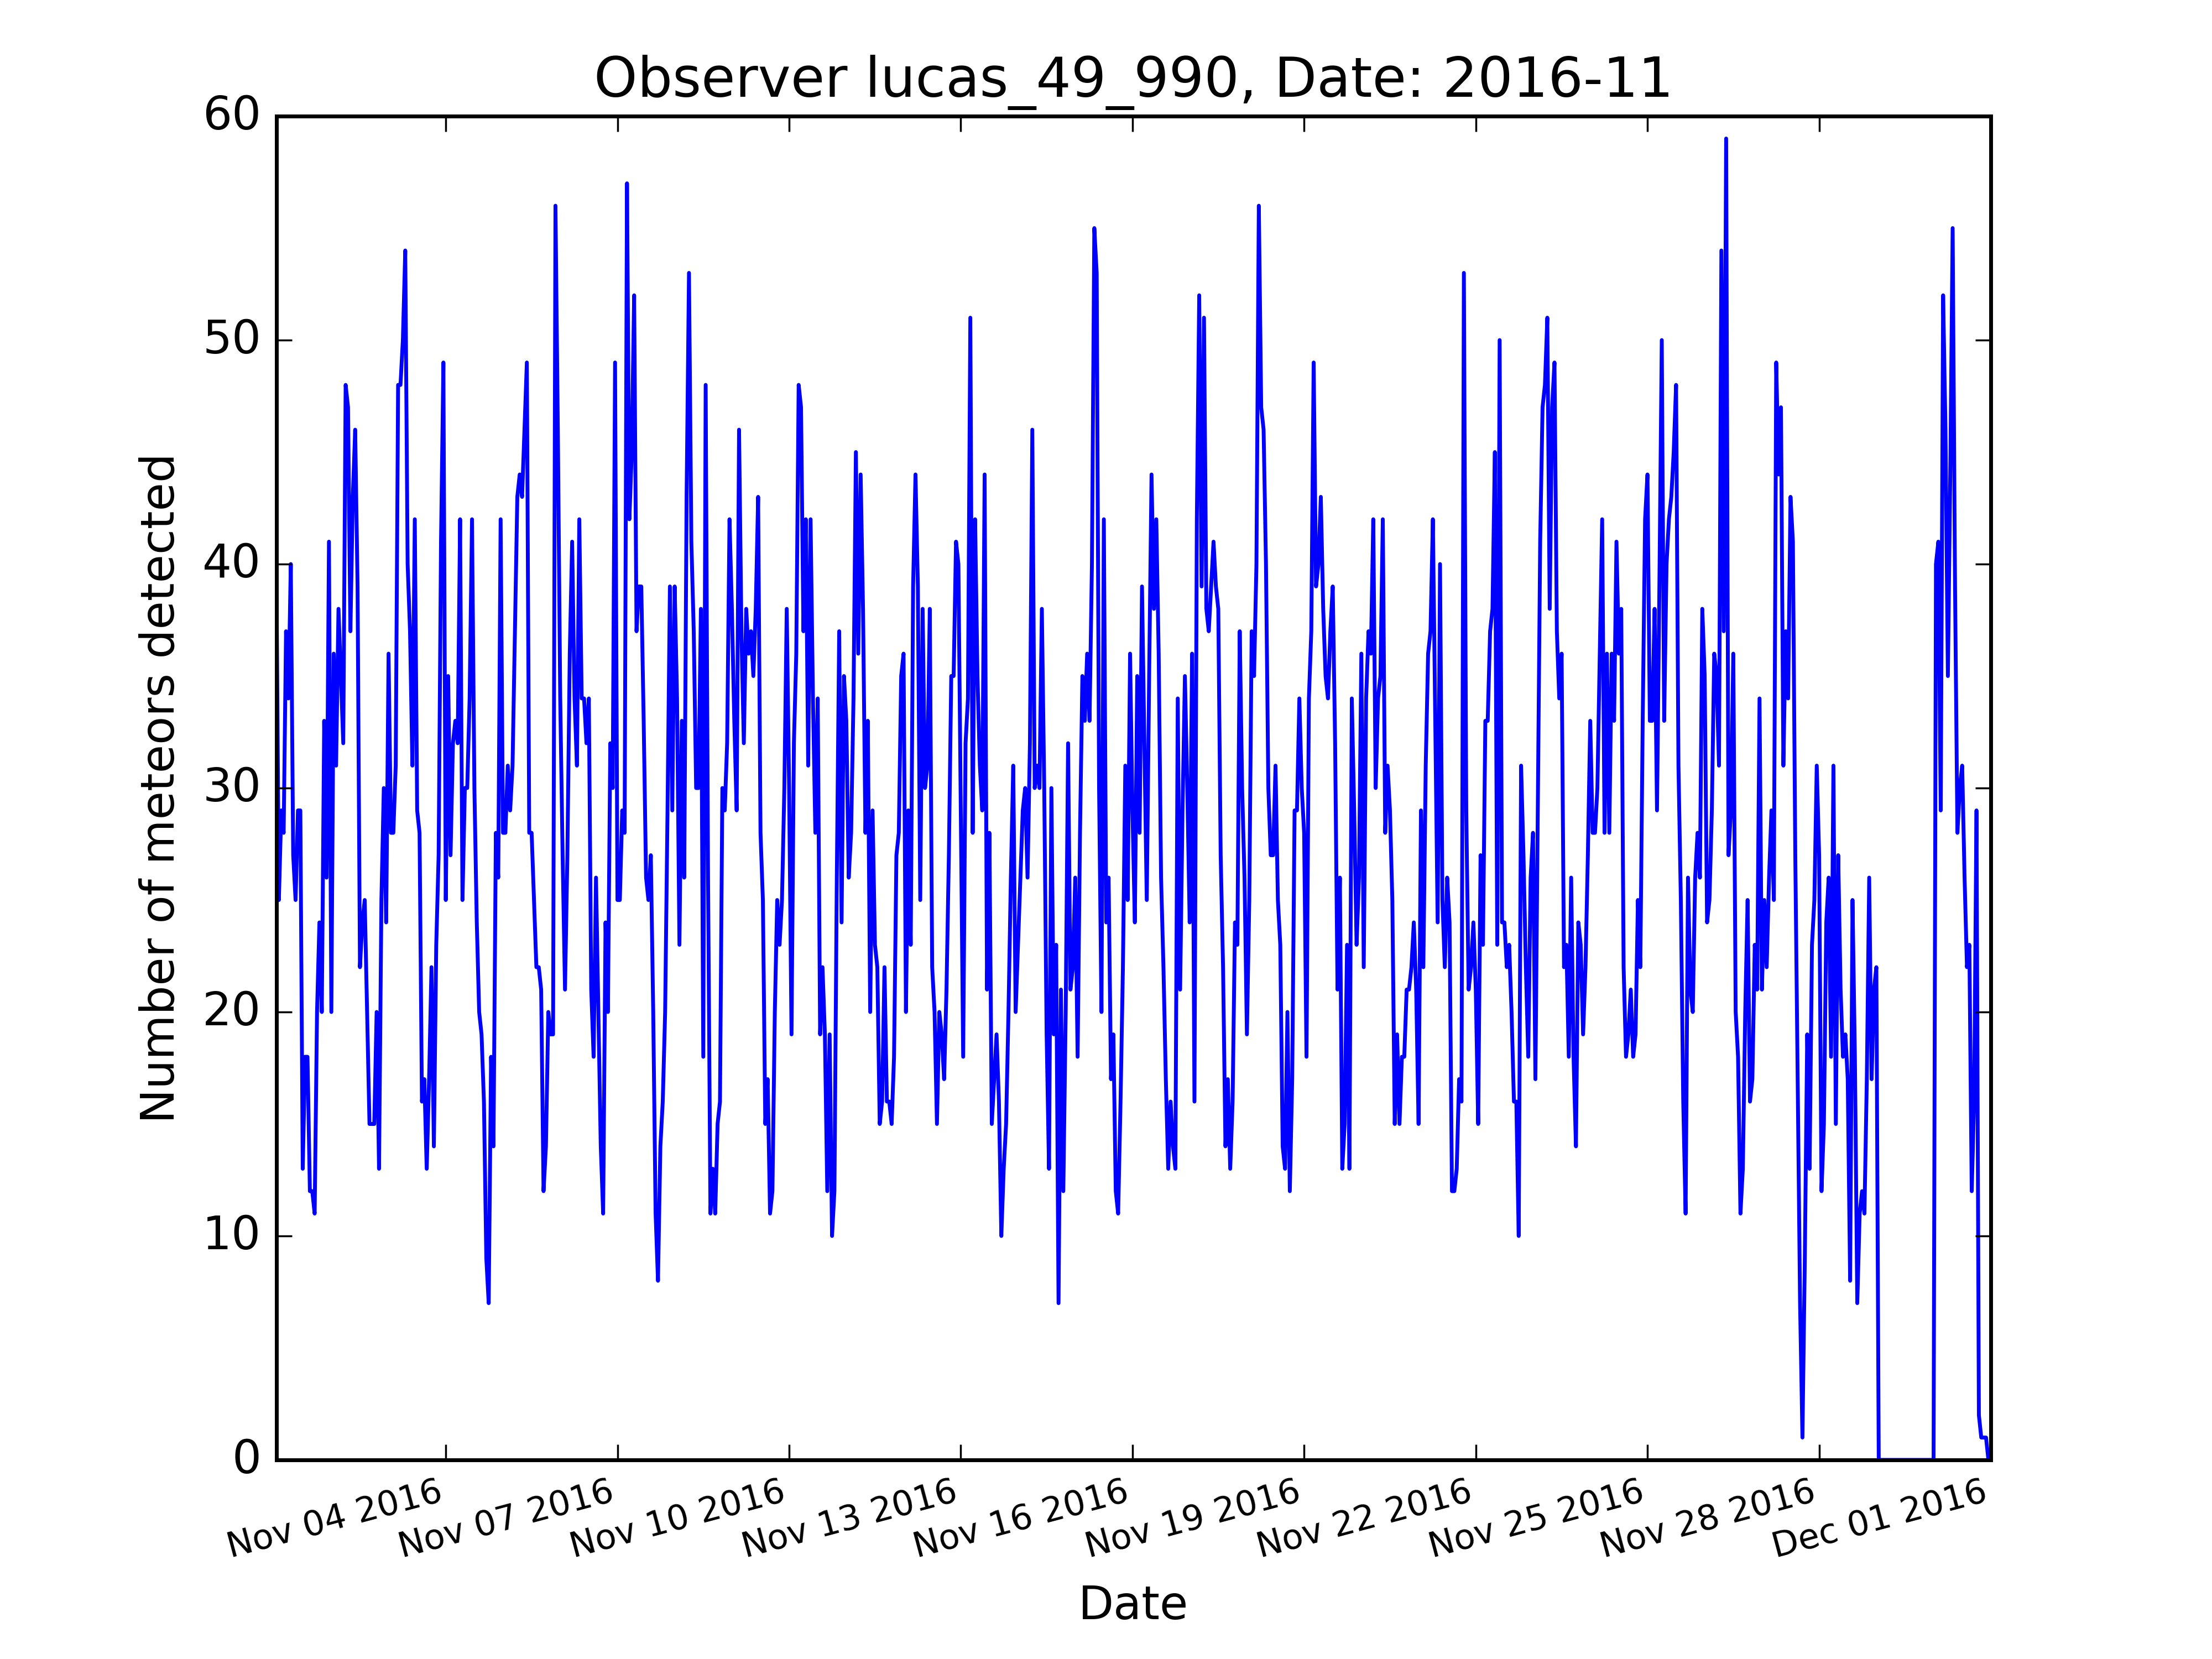 Observer lucas_49_990, Date: 2016-11
60
50
40
30
20
10
0
Number of meteors detected
Nov 04 2016
Nov 07 2016
Nov 10 2016
Nov 13 2016
Nov 16 2016
Nov 19 2016
Nov 22 2016
Nov 25 2016
Nov 28 2016
Dec 01 2016
Date